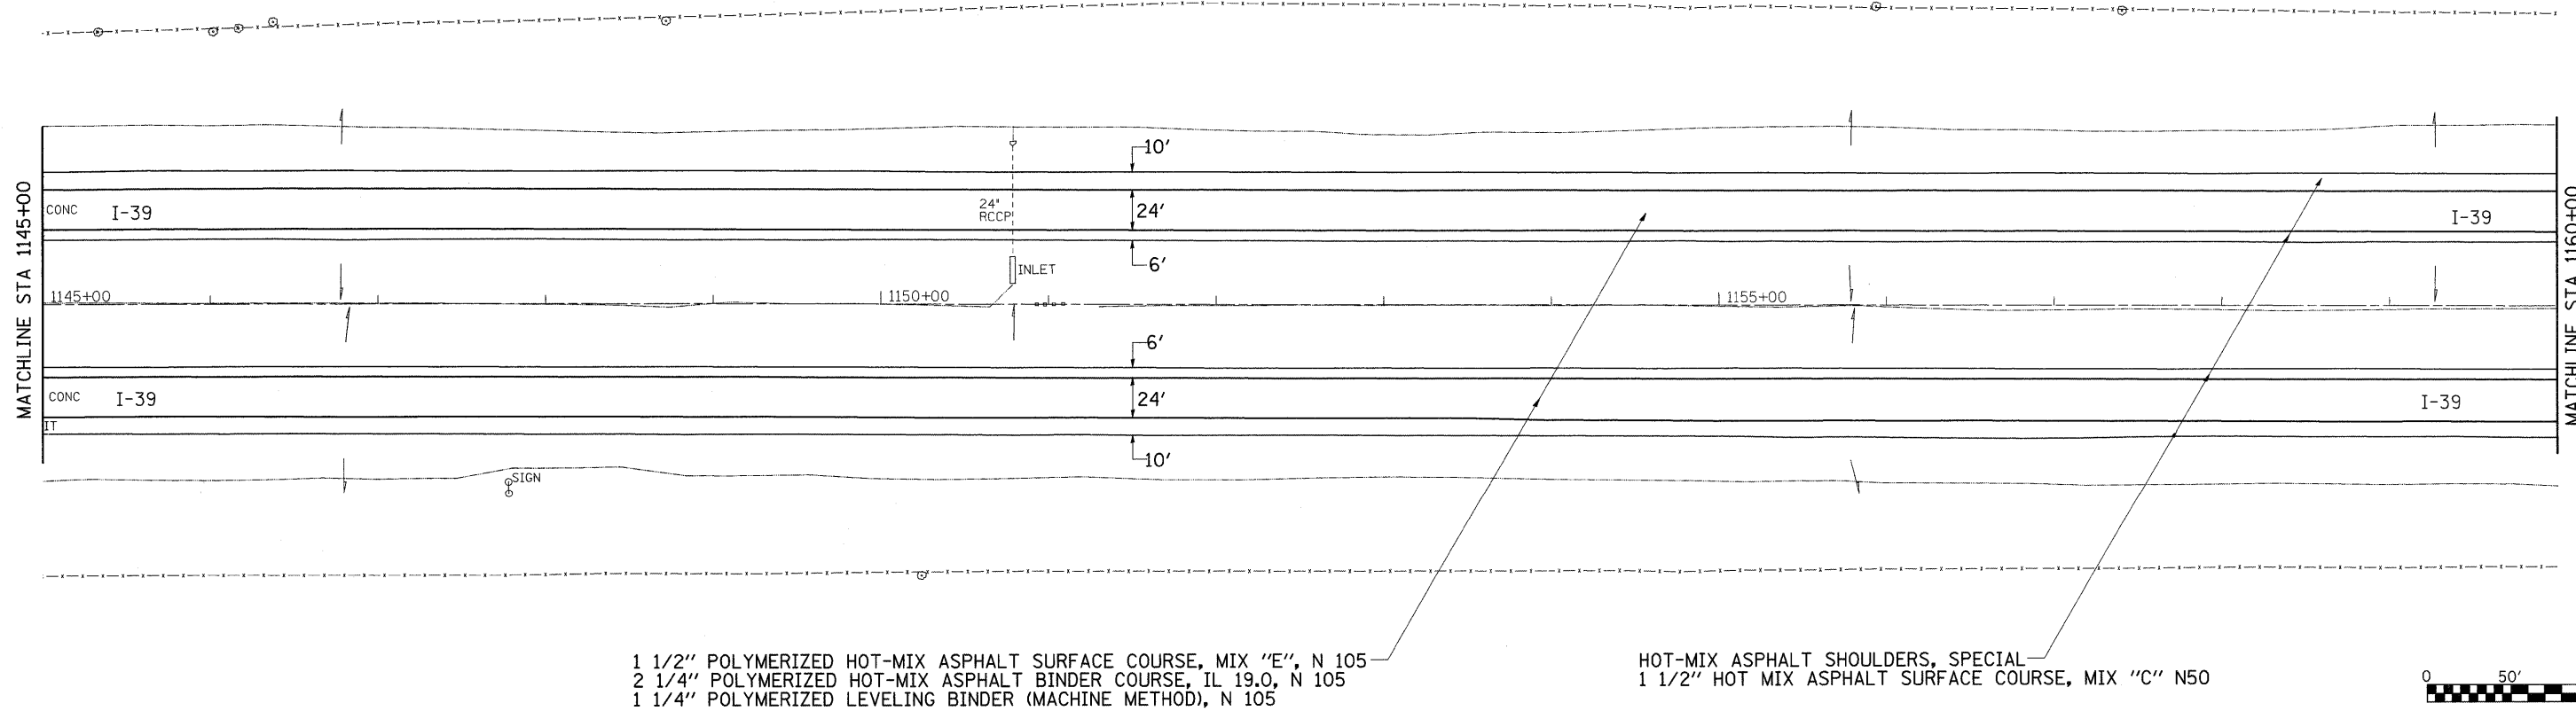 10'
CONC I-39
24"
RCCP
24'
I-39
INLET
6'
1145+00
1150+00
1155+00
6'
CONC I-39
24'
I-39
IT
10'
SIGN
MATCHLINE STA 1145+00
MATCHLINE STA 1160+00
1 1/2" POLYMERIZED HOT-MIX ASPHALT SURFACE COURSE, MIX "E", N 105
2 1/4" POLYMERIZED HOT-MIX ASPHALT BINDER COURSE, IL 19.0, N 105
1 1/4" POLYMERIZED LEVELING BINDER (MACHINE METHOD), N 105
HOT-MIX ASPHALT SHOULDERS, SPECIAL
1 1/2" HOT MIX ASPHALT SURFACE COURSE, MIX "C" N50
0 50'